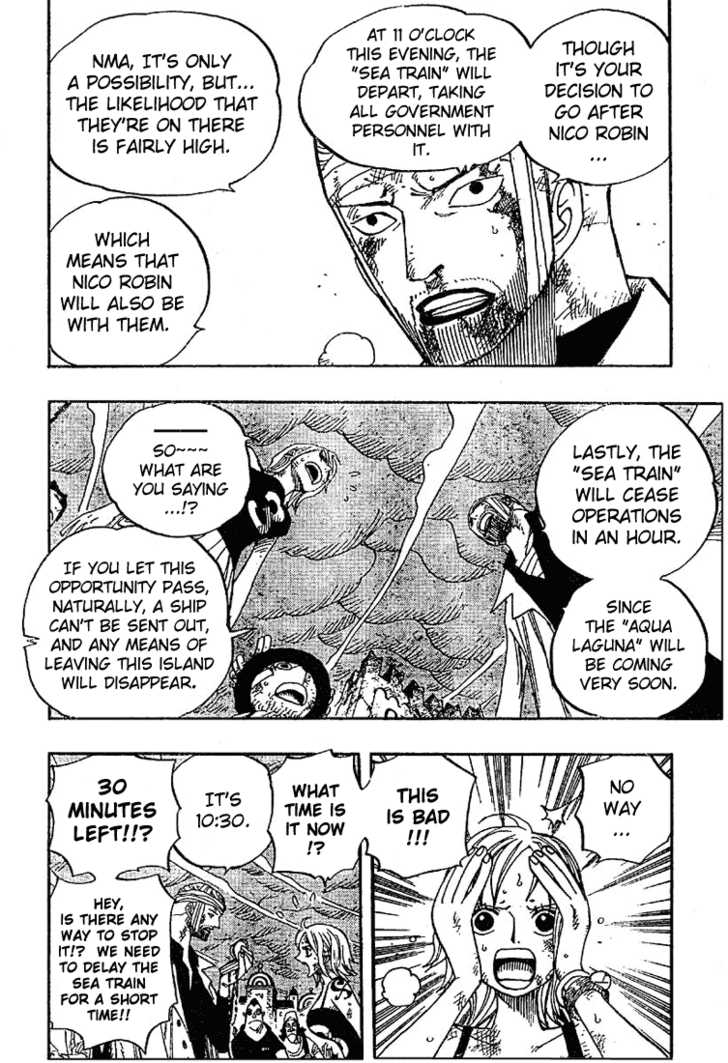 THOUGH
IT'S YOUR
DECISION TO
GO AFTER
NICO ROBIN
...
AT 11 O'CLOCK
THIS EVENING, THE
"SEA TRAIN" WILL
DEPART, TAKING
ALL GOVERNMENT
PERSONNEL WITH
IT.
NMA, IT'S ONLY
A POSSIBILITY, BUT...
THE LIKELIHOOD THAT
THEY'RE ON THERE
IS FAIRLY HIGH.
WHICH
MEANS THAT
NICO ROBIN
WILL ALSO BE
WITH THEM.
LASTLY, THE
"SEA TRAIN"
WILL CEASE
OPERATIONS
IN AN HOUR.
SINCE
THE "AQUA
LAGUNA" WILL
BE COMING
VERY SOON.
SO~~~
WHAT ARE
YOU SAYING
...!?
IF YOU LET THIS
OPPORTUNITY PASS,
NATURALLY, A SHIP
CAN'T BE SENT OUT,
AND ANY MEANS OF
LEAVING THIS ISLAND
WILL DISAPPEAR.
NO
WAY
...
THIS
IS BAD
!!!
WHAT
TIME IS
IT NOW
!?
IT'S
10:30.
30
MINUTES
LEFT!!?
HEY,
IS THERE ANY
WAY TO STOP
IT!? WE NEED
TO DELAY THE
SEA TRAIN
FOR A SHORT
TIME!!